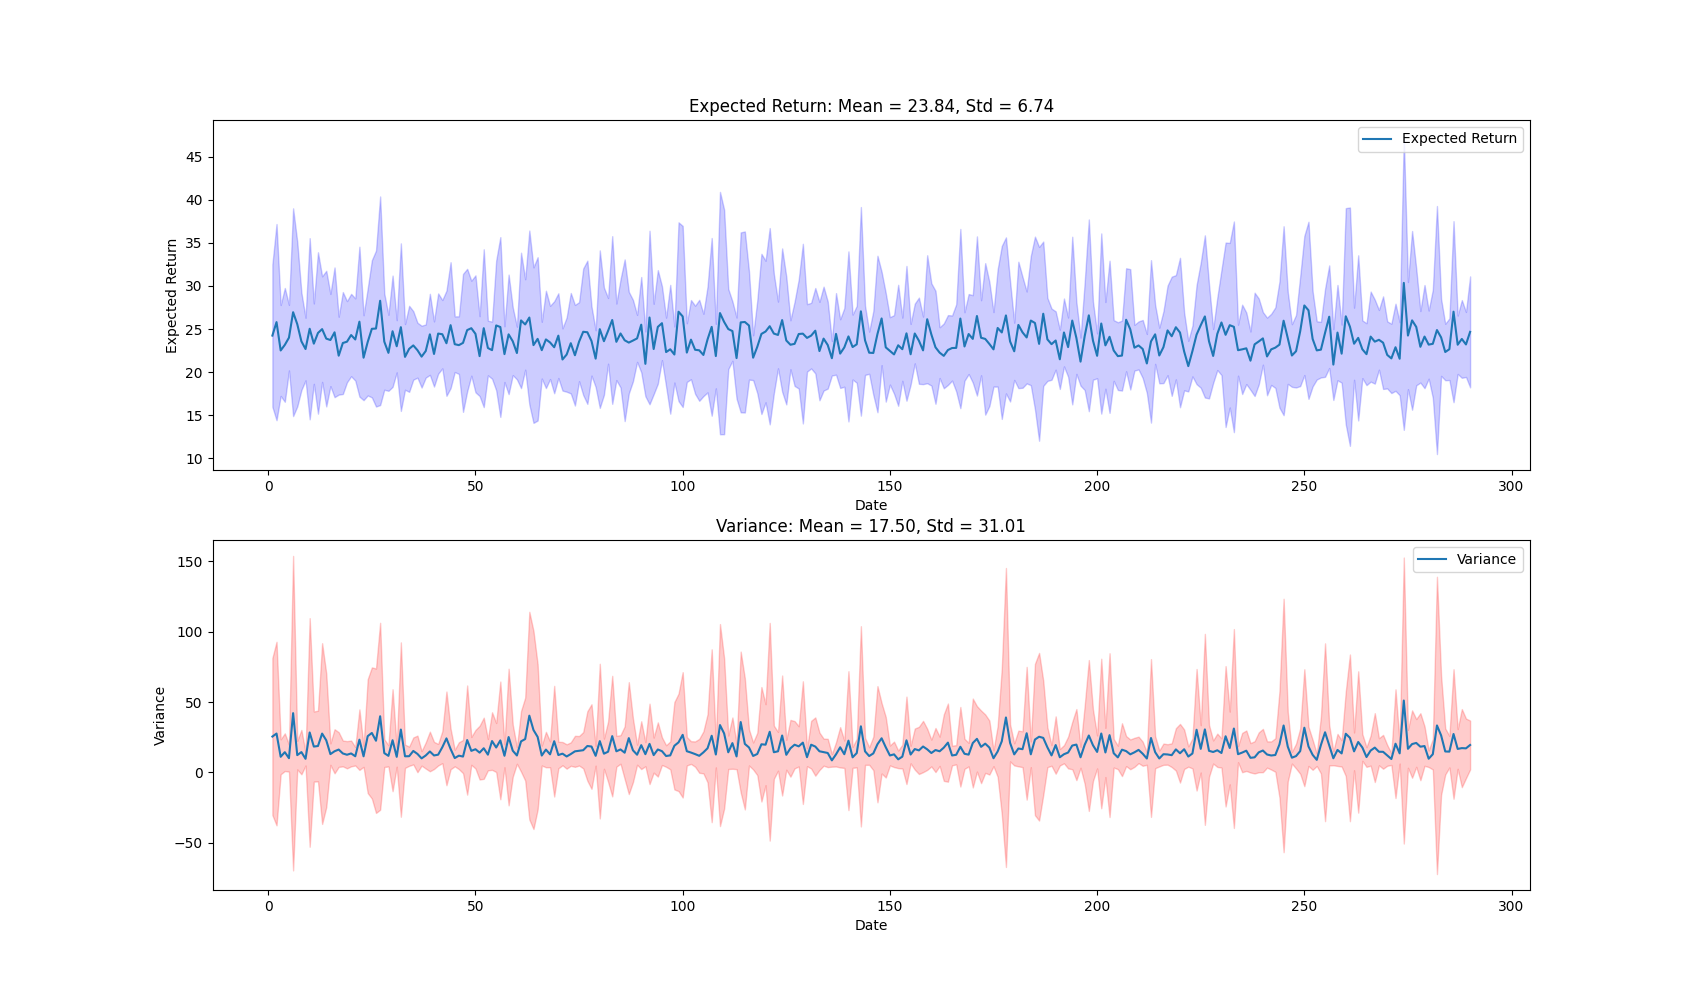 Expected Return: Mean = 23.84, Std = 6.74
Expected Return
45
40
35
30
25
20
15
10
Expected Return
0 50 100 150 200 250 300
Date
Variance: Mean = 17.50, Std = 31.01
Variance
150
100
50
0
−50
Variance
0 50 100 150 200 250 300
Date